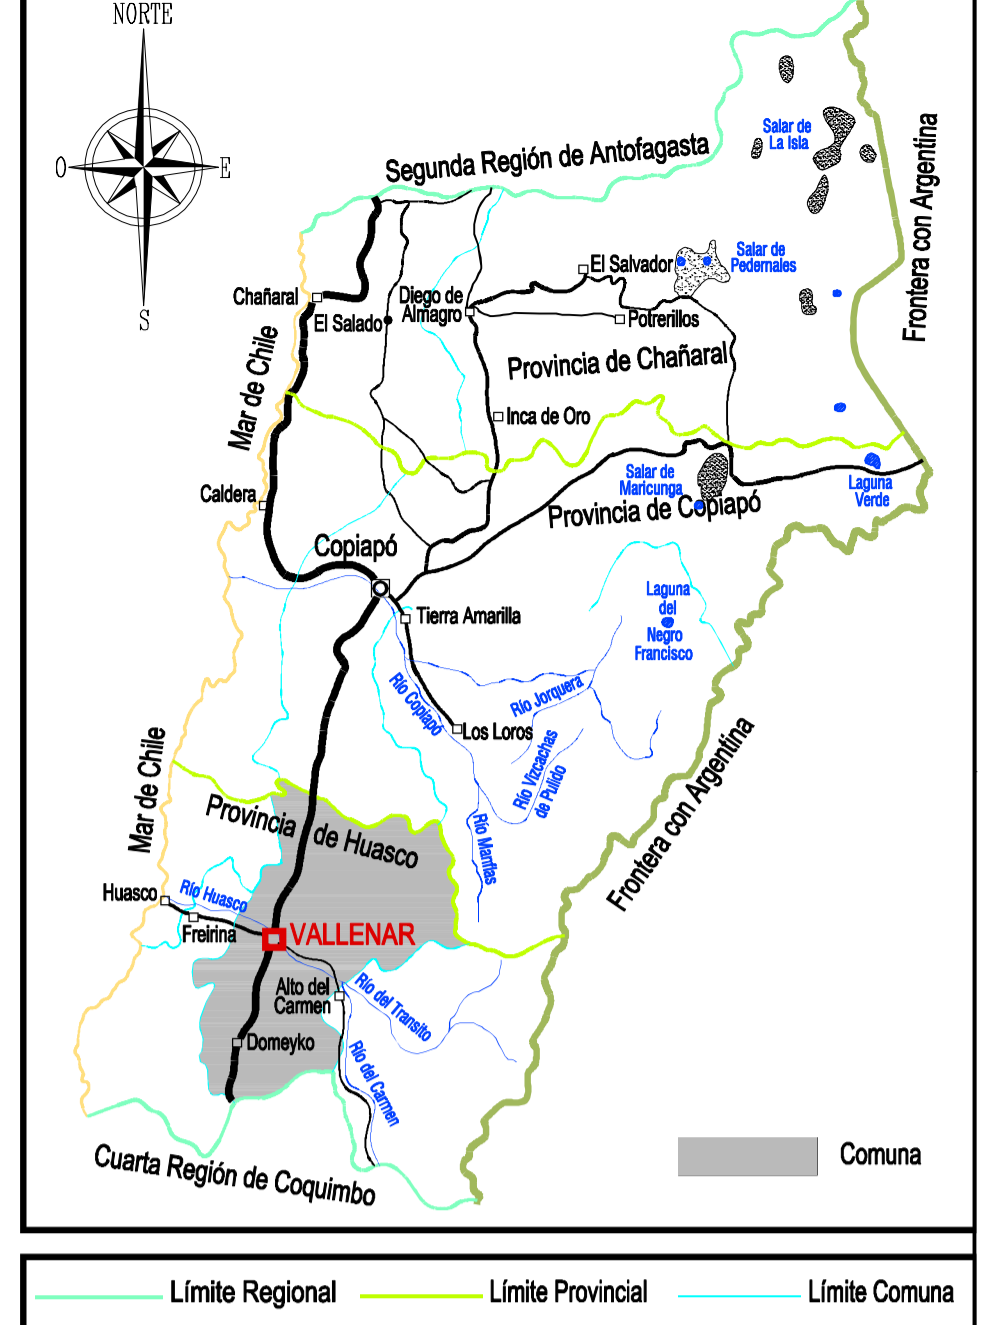 NORTE
O
E
S
Segunda Región de Antofagasta
Salar de
La Isla
Frontera con Argentina
Salar de
Pedernales
El Salvador
Chañaral
Diego de
Almagro
El Salado
Potrerillos
Provincia de Chañaral
Mar de Chile
Inca de Oro
Salar de
Maricunga
Laguna
Verde
Caldera
Provincia de Copiapó
Copiapó
Laguna
del
Negro
Francisco
Tierra Amarilla
Río Copiapó
Río Jorquera
Los Loros
Río Vizcachas
de Pulido
Mar de Chile
Frontera con Argentina
Provincia de Huasco
Río Manflas
Huasco
Río Huasco
Freirina
VALLENAR
Alto del
Carmen
Río del Transito
Domeyko
Río del Carmen
Cuarta Región de Coquimbo
Comuna
Límite Regional
Límite Provincial
Límite Comuna